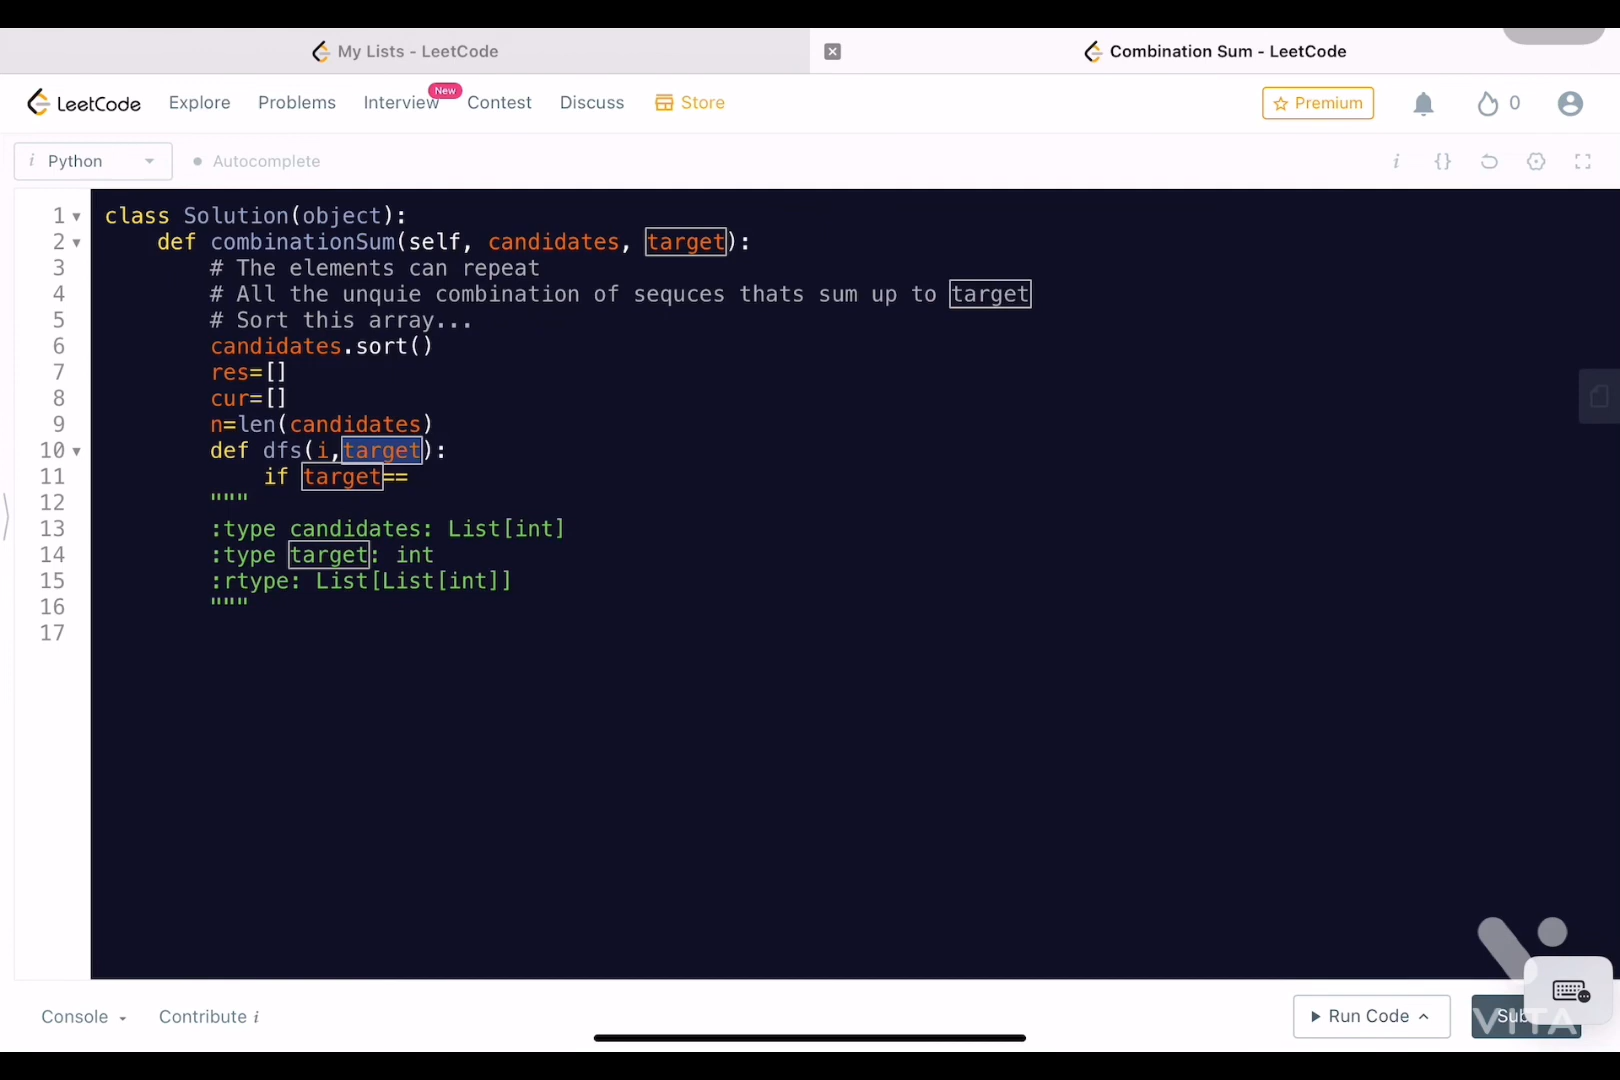 My Lists - LeetCode
Combination Sum - LeetCode
LeetCode Explore Problems Interview New Contest Discuss Store Premium 0
i Python Autocomplete i {}
1 class Solution(object):
2 def combinationSum(self, candidates, target):
3 # The elements can repeat
4 # All the unquie combination of sequces thats sum up to target
5 # Sort this array...
6 candidates.sort()
7 res=[]
8 cur=[]
9 n=len(candidates)
10 def dfs(i,target):
11 if target==
12 """
13 :type candidates: List[int]
14 :type target: int
15 :rtype: List[List[int]]
16 """
17
Console Contribute i Run Code Sub
VITA